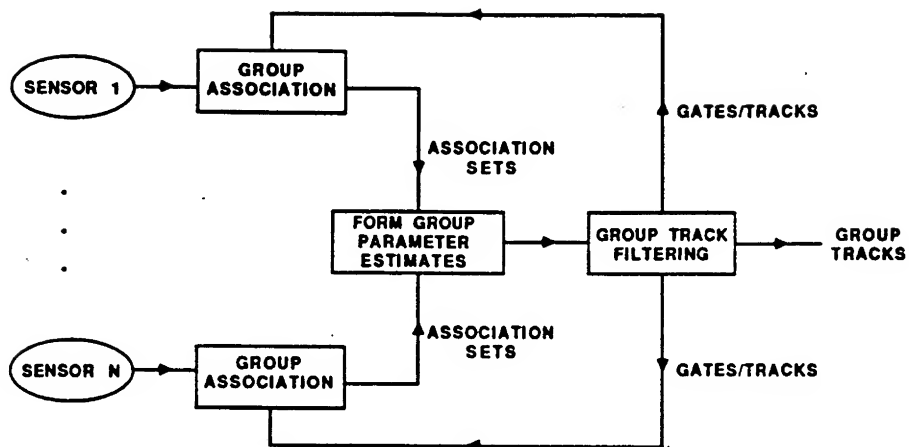 SENSOR 1
GROUP
ASSOCIATION
GATES/TRACKS
ASSOCIATION
SETS
FORM GROUP
PARAMETER
ESTIMATES
GROUP TRACK
FILTERING
GROUP
TRACKS
ASSOCIATION
SETS
SENSOR N
GROUP
ASSOCIATION
GATES/TRACKS